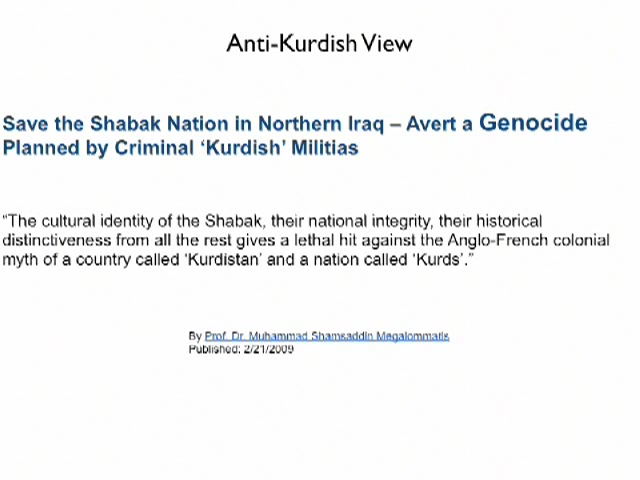 Anti-Kurdish View
Save the Shabak Nation in Northern Iraq – Avert a Genocide
Planned by Criminal ‘Kurdish’ Militias
“The cultural identity of the Shabak, their national integrity, their historical
distinctiveness from all the rest gives a lethal hit against the Anglo-French colonial
myth of a country called ‘Kurdistan’ and a nation called ‘Kurds’.”
By Prof. Dr. Muhammad Shamsaddin Megalommatis
Published: 2/21/2009